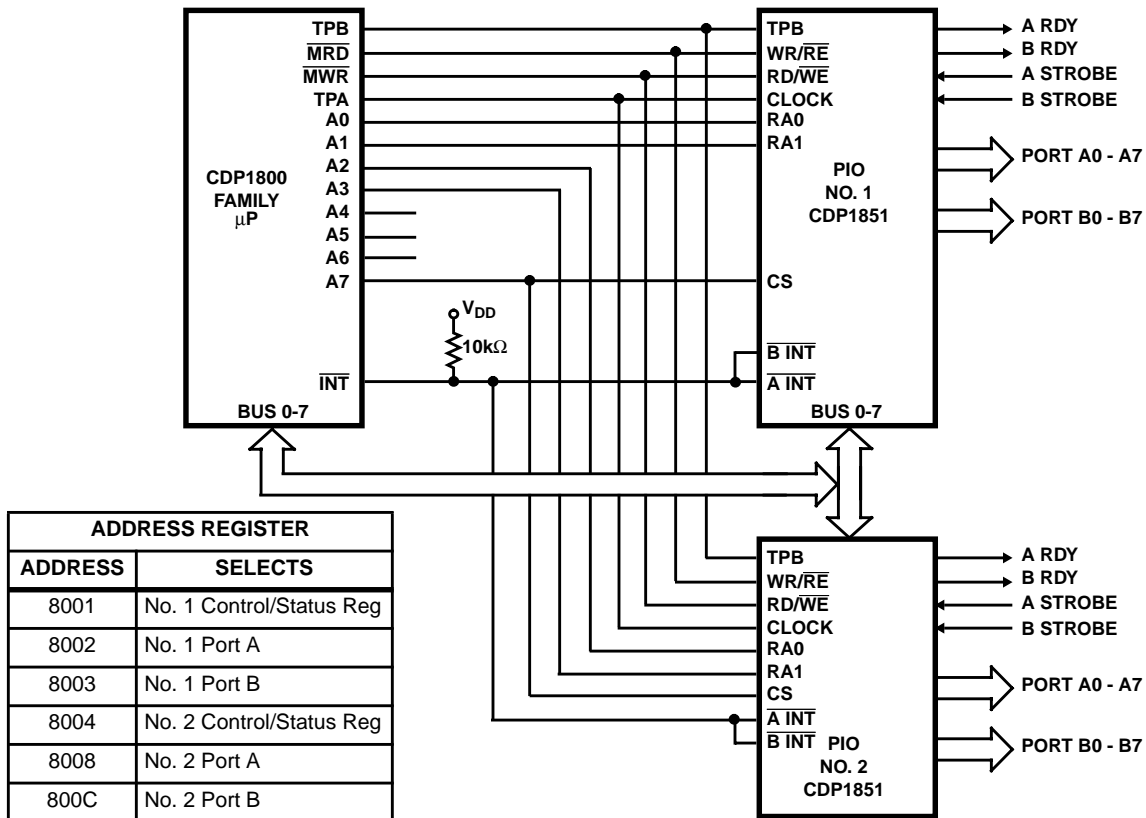 TPB
MRD
MWR
TPA
A0
A1
A2
A3
A4
A5
A6
A7
INT
BUS 0-7
CDP1800
FAMILY
μP
VDD
10kΩ
TPB
WR/RE
RD/WE
CLOCK
RA0
RA1
CS
B INT
A INT
BUS 0-7
PIO
NO. 1
CDP1851
A RDY
B RDY
A STROBE
B STROBE
PORT A0 - A7
PORT B0 - B7
TPB
WR/RE
RD/WE
CLOCK
RA0
RA1
CS
A INT
B INT
PIO
NO. 2
CDP1851
A RDY
B RDY
A STROBE
B STROBE
PORT A0 - A7
PORT B0 - B7
ADDRESS REGISTER
ADDRESS SELECTS
8001 No. 1 Control/Status Reg
8002 No. 1 Port A
8003 No. 1 Port B
8004 No. 2 Control/Status Reg
8008 No. 2 Port A
800C No. 2 Port B